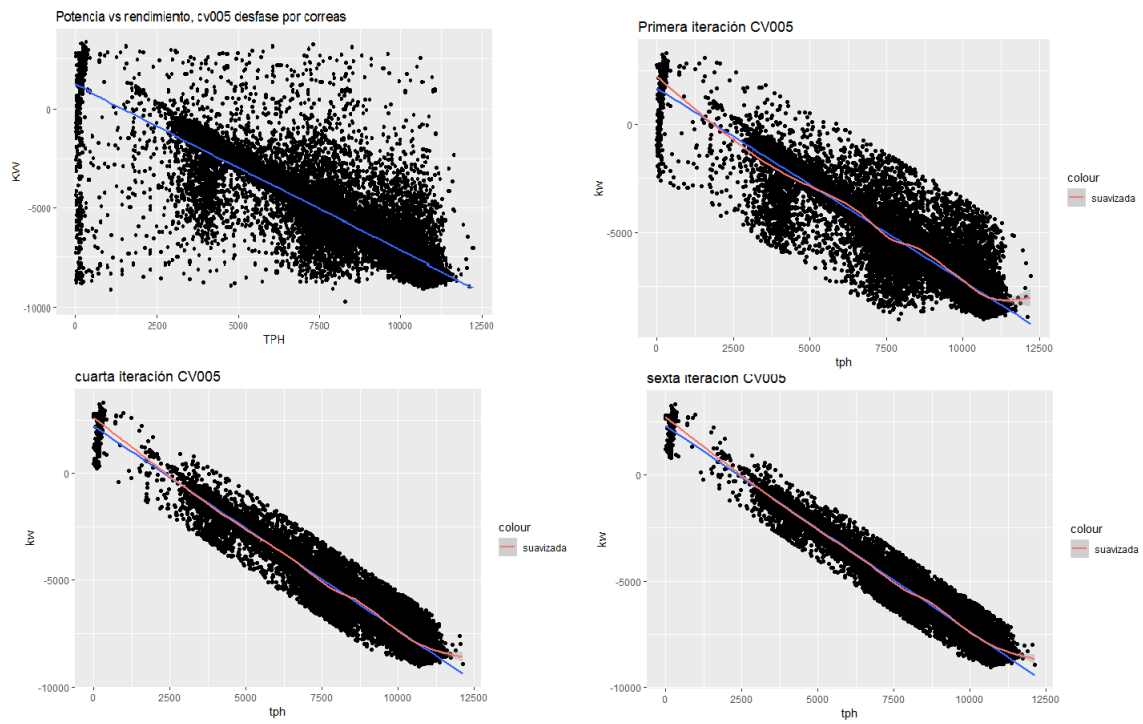 Potencia vs rendimiento, cv005 desfase por correas
KW
0
-5000
-10000
0 2500 5000 7500 10000 12500
TPH
Primera iteración CV005
kw
0
-5000
0 2500 5000 7500 10000 12500
tph
colour
suavizada
cuarta iteración CV005
kw
0
-5000
-10000
0 2500 5000 7500 10000 12500
tph
colour
suavizada
sexta iteracion CV005
kw
0
-5000
-10000
0 2500 5000 7500 10000 12500
tph
colour
suavizada